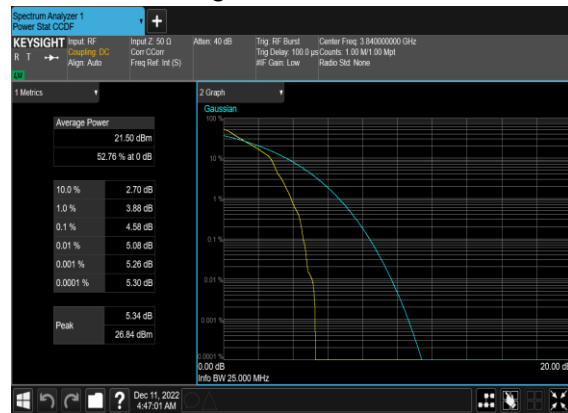 Spectrum Analyzer 1
Power Stat CCDF
+
KEYSIGHT
R T
LW
Input: RF
Coupling: DC
Align: Auto
Input Z: 50 Ω
Corr CCorr
Freq Ref: Int (S)
Atten: 40 dB
Trig: RF Burst
Trig Delay: 100.0 µs
#IF Gain: Low
Center Freq: 3.840000000 GHz
Counts: 1.00 M/1.00 Mpt
Radio Std: None
1 Metrics
Average Power
21.50 dBm
52.76 % at 0 dB
10.0 % 2.70 dB
1.0 % 3.88 dB
0.1 % 4.58 dB
0.01 % 5.08 dB
0.001 % 5.26 dB
0.0001 % 5.30 dB
Peak
5.34 dB
26.84 dBm
2 Graph
Gaussian
100 %
10 %
1 %
0.1 %
0.01 %
0.001 %
0.0001 %
0.00 dB
20.00 dB
Info BW 25.000 MHz
?
Dec 11, 2022
4:47:01 AM